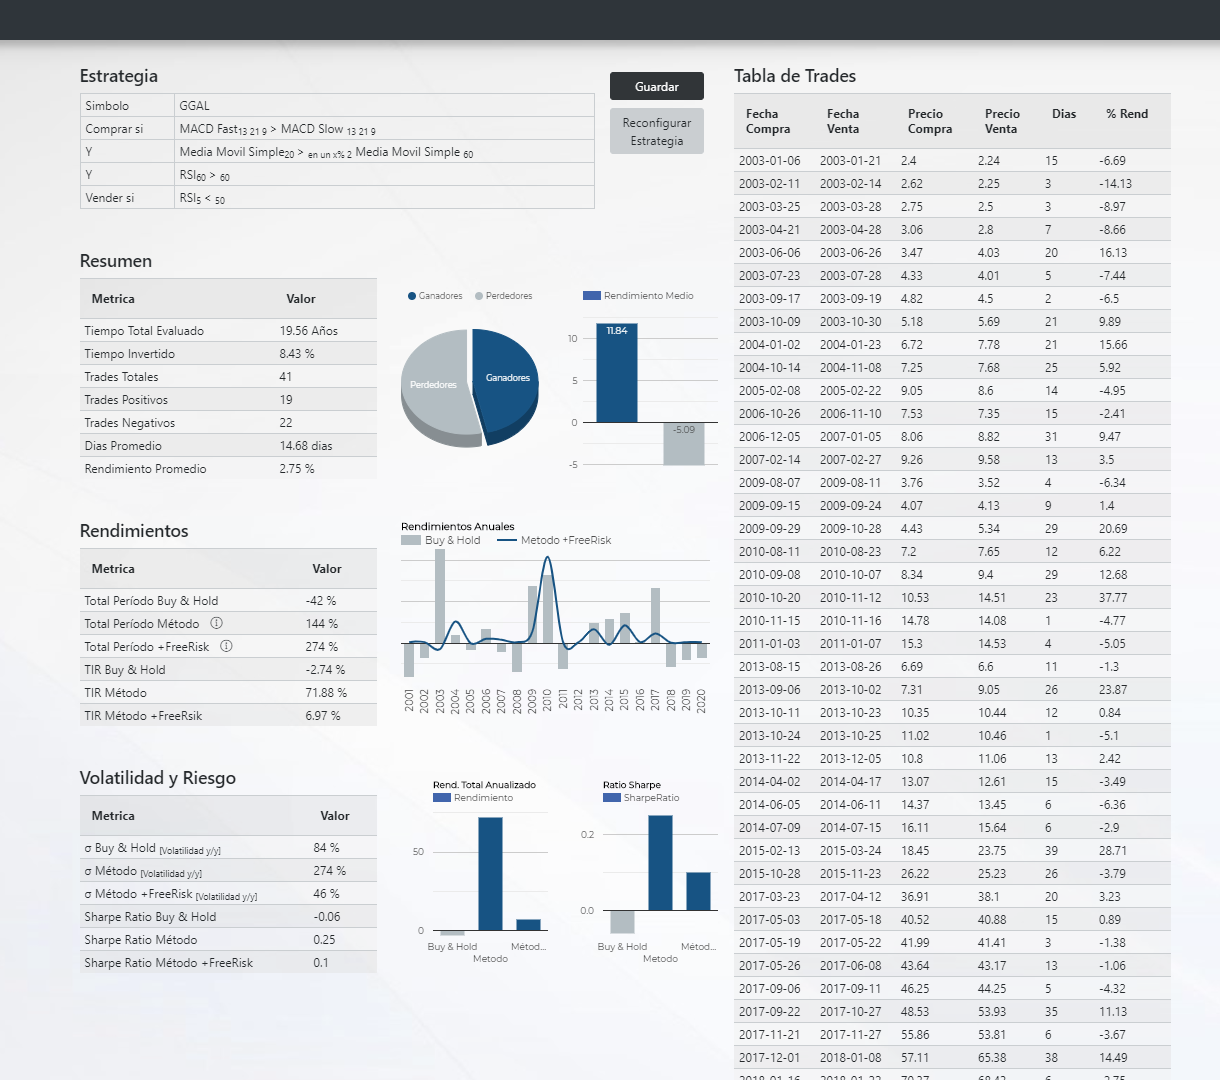 Estrategia
Simbolo GGAL
Comprar si MACD Fast13 21 9 > MACD Slow 13 21 9
Y Media Movil Simple20 > en un x% 2 Media Movil Simple 60
Y RSI60 > 60
Vender si RSI5 < 50
Guardar
Reconfigurar
Estrategia
Resumen
Metrica Valor
Tiempo Total Evaluado 19.56 Años
Tiempo Invertido 8.43 %
Trades Totales 41
Trades Positivos 19
Trades Negativos 22
Dias Promedio 14.68 dias
Rendimiento Promedio 2.75 %
Ganadores Perdedores
Perdedores Ganadores
Rendimiento Medio
10
5
0
-5
11.84
-5.09
Rendimientos
Metrica Valor
Total Período Buy & Hold -42 %
Total Período Método ⓘ 144 %
Total Período +FreeRisk ⓘ 274 %
TIR Buy & Hold -2.74 %
TIR Método 71.88 %
TIR Método +FreeRsik 6.97 %
Rendimientos Anuales
Buy & Hold Metodo +FreeRisk
2001 2002 2003 2004 2005 2006 2007 2008 2009 2010 2011 2012 2013 2014 2015 2016 2017 2018 2019 2020
Volatilidad y Riesgo
Metrica Valor
σ Buy & Hold [Volatilidad y/y] 84 %
σ Método [Volatilidad y/y] 274 %
σ Método +FreeRisk [Volatilidad y/y] 46 %
Sharpe Ratio Buy & Hold -0.06
Sharpe Ratio Método 0.25
Sharpe Ratio Método +FreeRisk 0.1
Rend. Total Anualizado
Rendimiento
50
0
Buy & Hold Métod...
Metodo
Ratio Sharpe
SharpeRatio
0.2
0.0
Buy & Hold Métod...
Metodo
Tabla de Trades
Fecha Compra Fecha Venta Precio Compra Precio Venta Dias % Rend
2003-01-06 2003-01-21 2.4 2.24 15 -6.69
2003-02-11 2003-02-14 2.62 2.25 3 -14.13
2003-03-25 2003-03-28 2.75 2.5 3 -8.97
2003-04-21 2003-04-28 3.06 2.8 7 -8.66
2003-06-06 2003-06-26 3.47 4.03 20 16.13
2003-07-23 2003-07-28 4.33 4.01 5 -7.44
2003-09-17 2003-09-19 4.82 4.5 2 -6.5
2003-10-09 2003-10-30 5.18 5.69 21 9.89
2004-01-02 2004-01-23 6.72 7.78 21 15.66
2004-10-14 2004-11-08 7.25 7.68 25 5.92
2005-02-08 2005-02-22 9.05 8.6 14 -4.95
2006-10-26 2006-11-10 7.53 7.35 15 -2.41
2006-12-05 2007-01-05 8.06 8.82 31 9.47
2007-02-14 2007-02-27 9.26 9.58 13 3.5
2009-08-07 2009-08-11 3.76 3.52 4 -6.34
2009-09-15 2009-09-24 4.07 4.13 9 1.4
2009-09-29 2009-10-28 4.43 5.34 29 20.69
2010-08-11 2010-08-23 7.2 7.65 12 6.22
2010-09-08 2010-10-07 8.34 9.4 29 12.68
2010-10-20 2010-11-12 10.53 14.51 23 37.77
2010-11-15 2010-11-16 14.78 14.08 1 -4.77
2011-01-03 2011-01-07 15.3 14.53 4 -5.05
2013-08-15 2013-08-26 6.69 6.6 11 -1.3
2013-09-06 2013-10-02 7.31 9.05 26 23.87
2013-10-11 2013-10-23 10.35 10.44 12 0.84
2013-10-24 2013-10-25 11.02 10.46 1 -5.1
2013-11-22 2013-12-05 10.8 11.06 13 2.42
2014-04-02 2014-04-17 13.07 12.61 15 -3.49
2014-06-05 2014-06-11 14.37 13.45 6 -6.36
2014-07-09 2014-07-15 16.11 15.64 6 -2.9
2015-02-13 2015-03-24 18.45 23.75 39 28.71
2015-10-28 2015-11-23 26.22 25.23 26 -3.79
2017-03-23 2017-04-12 36.91 38.1 20 3.23
2017-05-03 2017-05-18 40.52 40.88 15 0.89
2017-05-19 2017-05-22 41.99 41.41 3 -1.38
2017-05-26 2017-06-08 43.64 43.17 13 -1.06
2017-09-06 2017-09-11 46.25 44.25 5 -4.32
2017-09-22 2017-10-27 48.53 53.93 35 11.13
2017-11-21 2017-11-27 55.86 53.81 6 -3.67
2017-12-01 2018-01-08 57.11 65.38 38 14.49